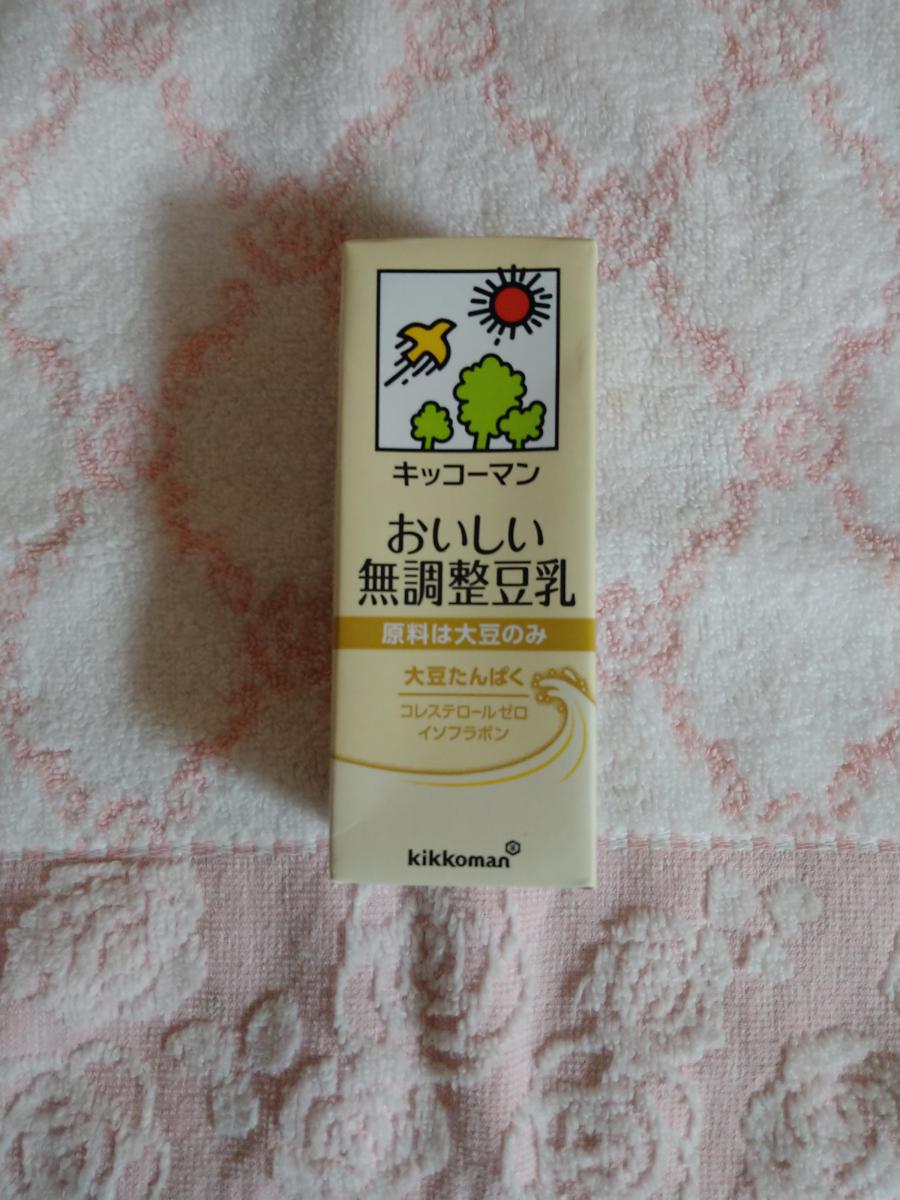 キッコーマン
おいしい
無調整豆乳
原料は大豆のみ
大豆たんぱく
コレステロール ゼロ
イソフラボン
kikkoman®